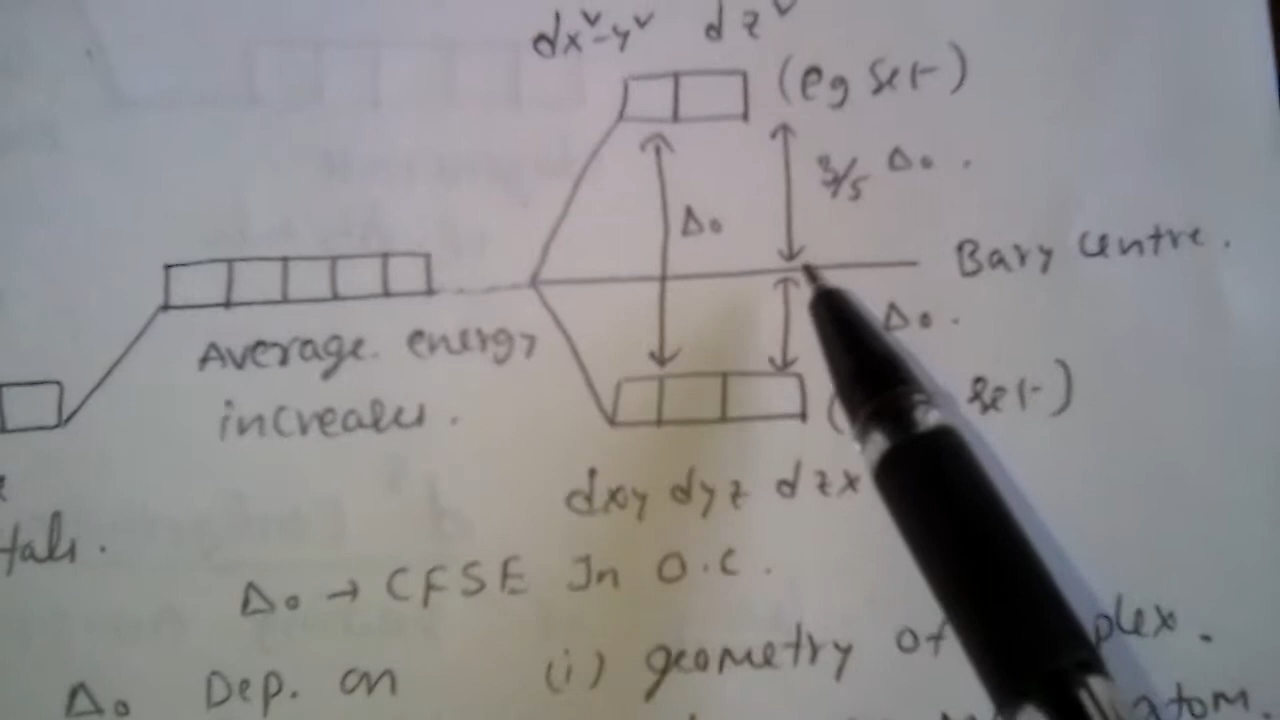 dx²-y² dz²
(eg set)
3/5 Δo.
Δo
Bary Centre.
Δo.
Average energy
increases.
set)
dxy dyz dzx
Δo → CFSE In O.C.
Δo Dep. on (i) geometry of
atom